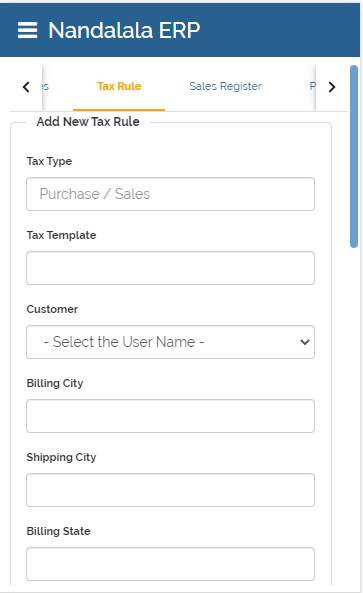 Nandalala ERP
Tax Rule
Sales Register
Add New Tax Rule
Tax Type
Purchase / Sales
Tax Template
Customer
- Select the User Name -
Billing City
Shipping City
Billing State